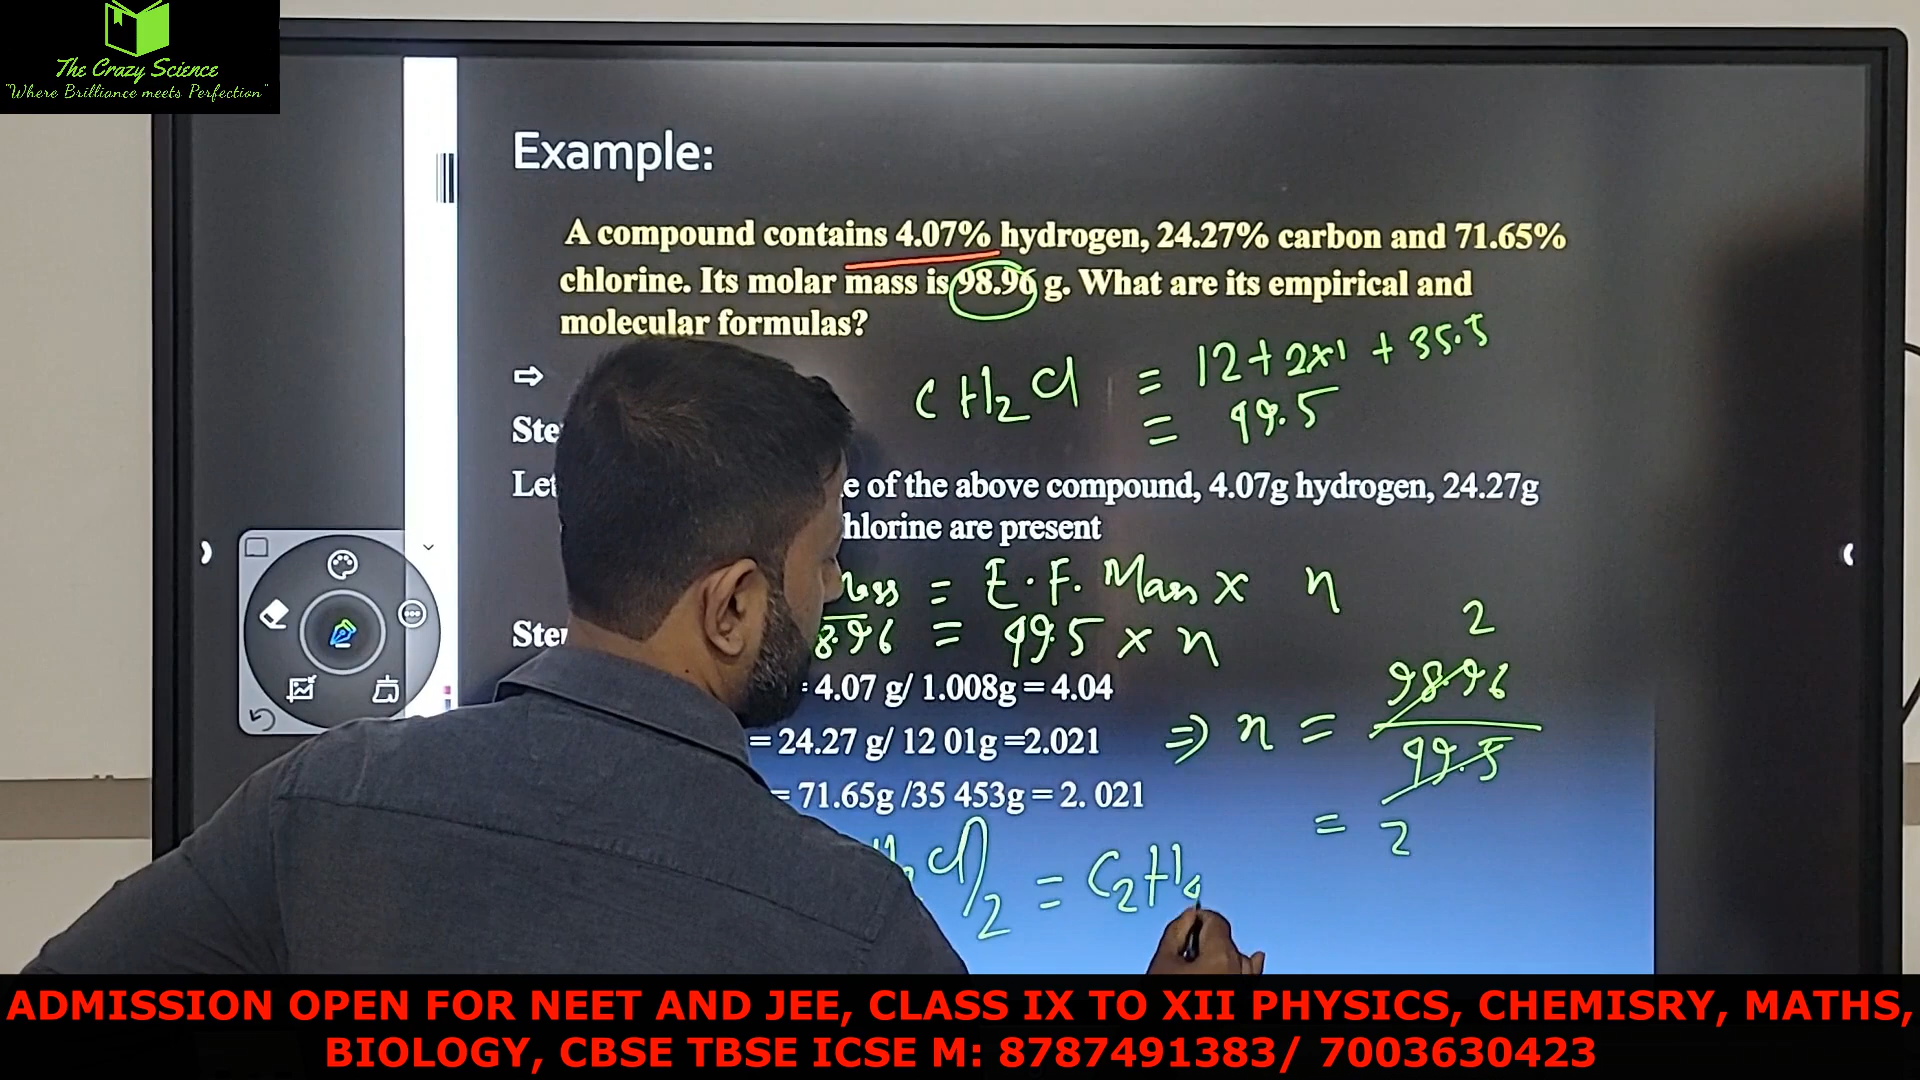 The Crazy Science
"Where Brilliance meets Perfection"
Example:
A compound contains 4.07% hydrogen, 24.27% carbon and 71.65%
chlorine. Its molar mass is 98.96 g. What are its empirical and
molecular formulas?
⇨
CH₂Cl = 12 + 2×1 + 35.5
= 49.5
Ste
Let e of the above compound, 4.07g hydrogen, 24.27g
hlorine are present
Mass = E.F. Mass × n
8.96 = 49.5 × n
Ste
= 4.07 g/ 1.008g = 4.04
= 24.27 g/ 12 01g =2.021
= 71.65g /35 453g = 2. 021
2
⇒ n = 98.96
49.5
= 2
H₂Cl)₂ = C₂H₄
ADMISSION OPEN FOR NEET AND JEE, CLASS IX TO XII PHYSICS, CHEMISRY, MATHS,
BIOLOGY, CBSE TBSE ICSE M: 8787491383/ 7003630423